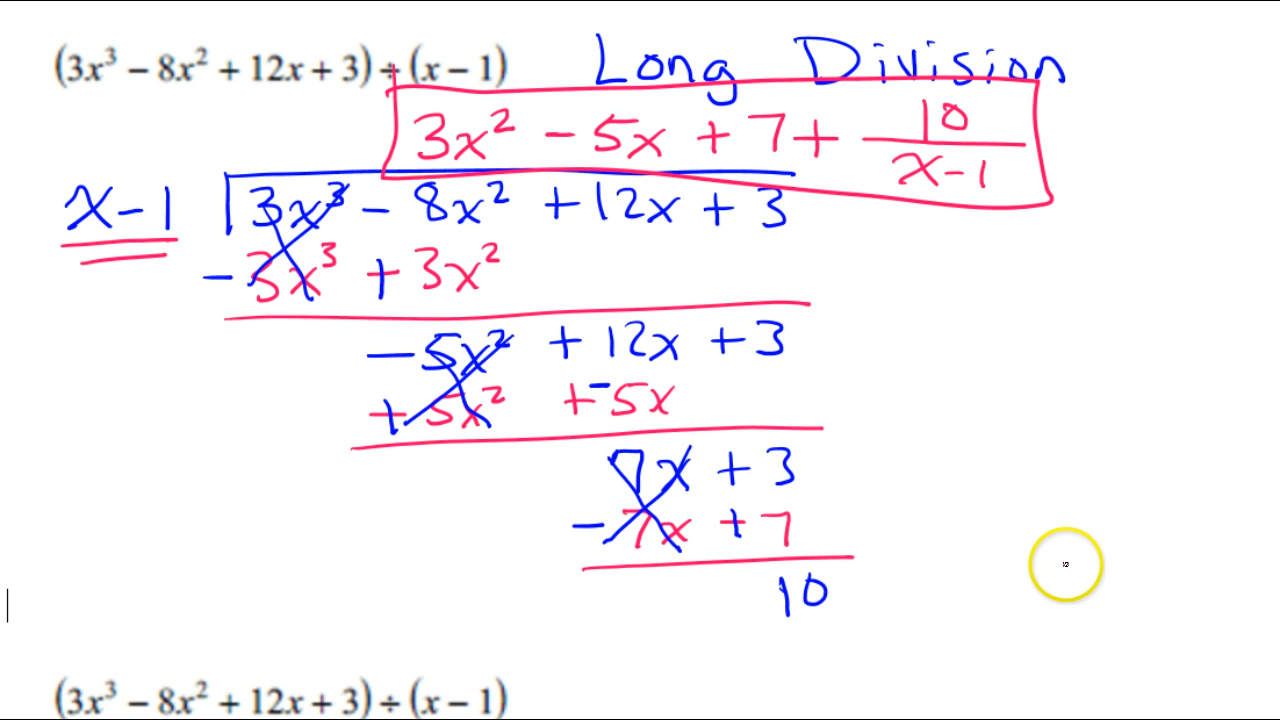 (3x³ − 8x² + 12x + 3) ÷ (x − 1) Long Division
3x² − 5x + 7 + 10/(x−1)
x−1 3x³ − 8x² + 12x + 3
−3x³ + 3x²
−5x² + 12x + 3
+5x² + −5x
7x + 3
−7x + 7
10
(3x³ − 8x² + 12x + 3) ÷ (x − 1)